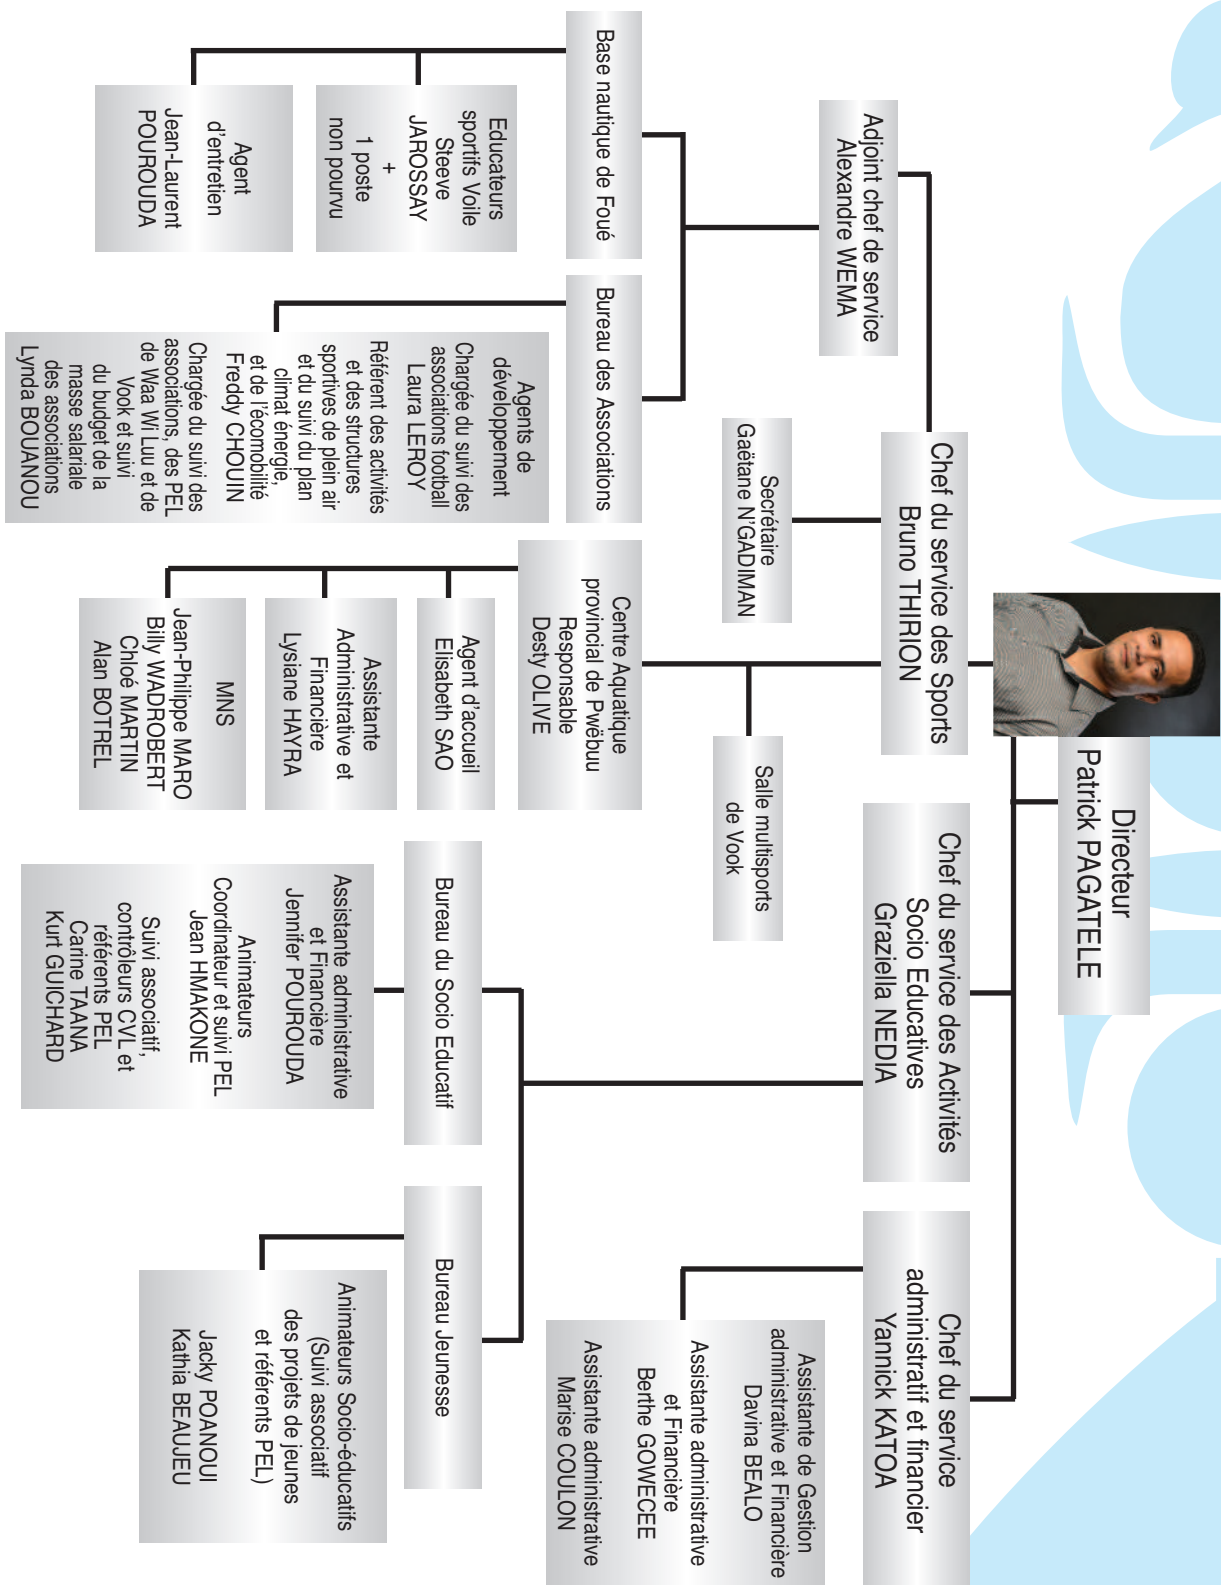 Directeur
Patrick PAGATELE
Chef du service des Sports
Bruno THIRION
Chef du service des Activités
Socio Educatives
Graziella NEDIA
Chef du service
administratif et financier
Yannick KATOA
Adjoint chef de service
Alexandre WEMA
Secrétaire
Gaëtane N'GADIMAN
Salle multisports
de Vook
Assistante de Gestion
administrative et Financière
Davina BEALO
Assistante administrative
et Financière
Berthe GOWECEE
Assistante administrative
Marise COULON
Base nautique de Foué
Bureau des Associations
Centre Aquatique
provincial de Pwëbuu
Responsable
Desty OLIVE
Bureau du Socio Educatif
Bureau Jeunesse
Educateurs
sportifs Voile
Steeve
JAROSSAY
+
1 poste
non pourvu
Agent
d'entretien
Jean-Laurent
POUROUDA
Agents de
développement
Chargée du suivi des
associations football
Laura LEROY
Référent des activités
et des structures
sportives de plein air
et du suivi du plan
climat énergie,
et de l'écomobilité
Freddy CHOUIN
Chargée du suivi des
associations, des PEL
de Waa Wi Luu et de
Vook et suivi
du budget de la
masse salariale
des associations
Lynda BOUANOU
Agent d'accueil
Elisabeth SAO
Assistante
Administrative et
Financière
Lysiane HAYRA
MNS
Jean-Philippe MARO
Billy WADROBERT
Chloé MARTIN
Alan BOTREL
Assistante administrative
et Financière
Jennifer POUROUDA
Animateurs
Coordinateur et suivi PEL
Jean HMAKONE
Suivi associatif,
contrôleurs CVL et
référents PEL
Carine TAANA
Kurt GUICHARD
Animateurs Socio-éducatifs
(Suivi associatif
des projets de jeunes
et référents PEL)
Jacky POANOUI
Kathia BEAUJEU